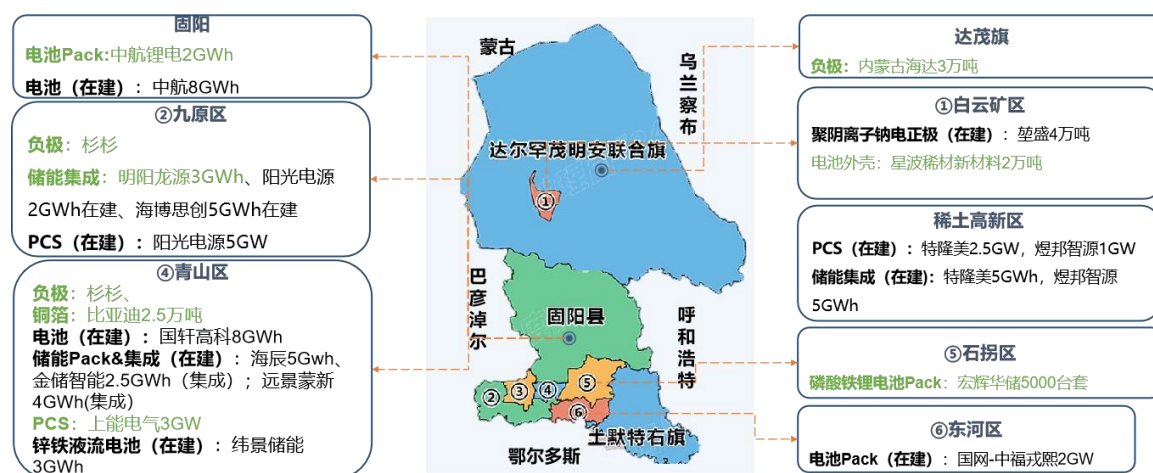 固阳
电池Pack:中航锂电2GWh
电池（在建）：中航8GWh
②九原区
负极：杉杉
储能集成：明阳龙源3GWh、阳光电源
2GWh在建、海博思创5GWh在建
PCS（在建）：阳光电源5GW
④青山区
负极：杉杉、
铜箔：比亚迪2.5万吨
电池（在建）：国轩高科8GWh
储能Pack&集成（在建）：海辰5Gwh、
金储智能2.5GWh（集成）；远景蒙新
4GWh(集成)
PCS：上能电气3GW
锌铁液流电池（在建）：纬景储能
3GWh
蒙古
乌兰察布
达尔罕茂明安联合旗
①
巴彦淖尔
固阳县
呼和浩特
②
③
④
⑤
⑥
土默特右旗
鄂尔多斯
达茂旗
负极：内蒙古海达3万吨
①白云矿区
聚阴离子钠电正极（在建）：堃盛4万吨
电池外壳：星波稀材新材料2万吨
稀土高新区
PCS（在建）：特隆美2.5GW，煜邦智源1GW
储能集成（在建）：特隆美5GWh，煜邦智源
5GWh
⑤石拐区
磷酸铁锂电池Pack：宏辉华储5000台套
⑥东河区
电池Pack（在建）：国网-中福戎熙2GW